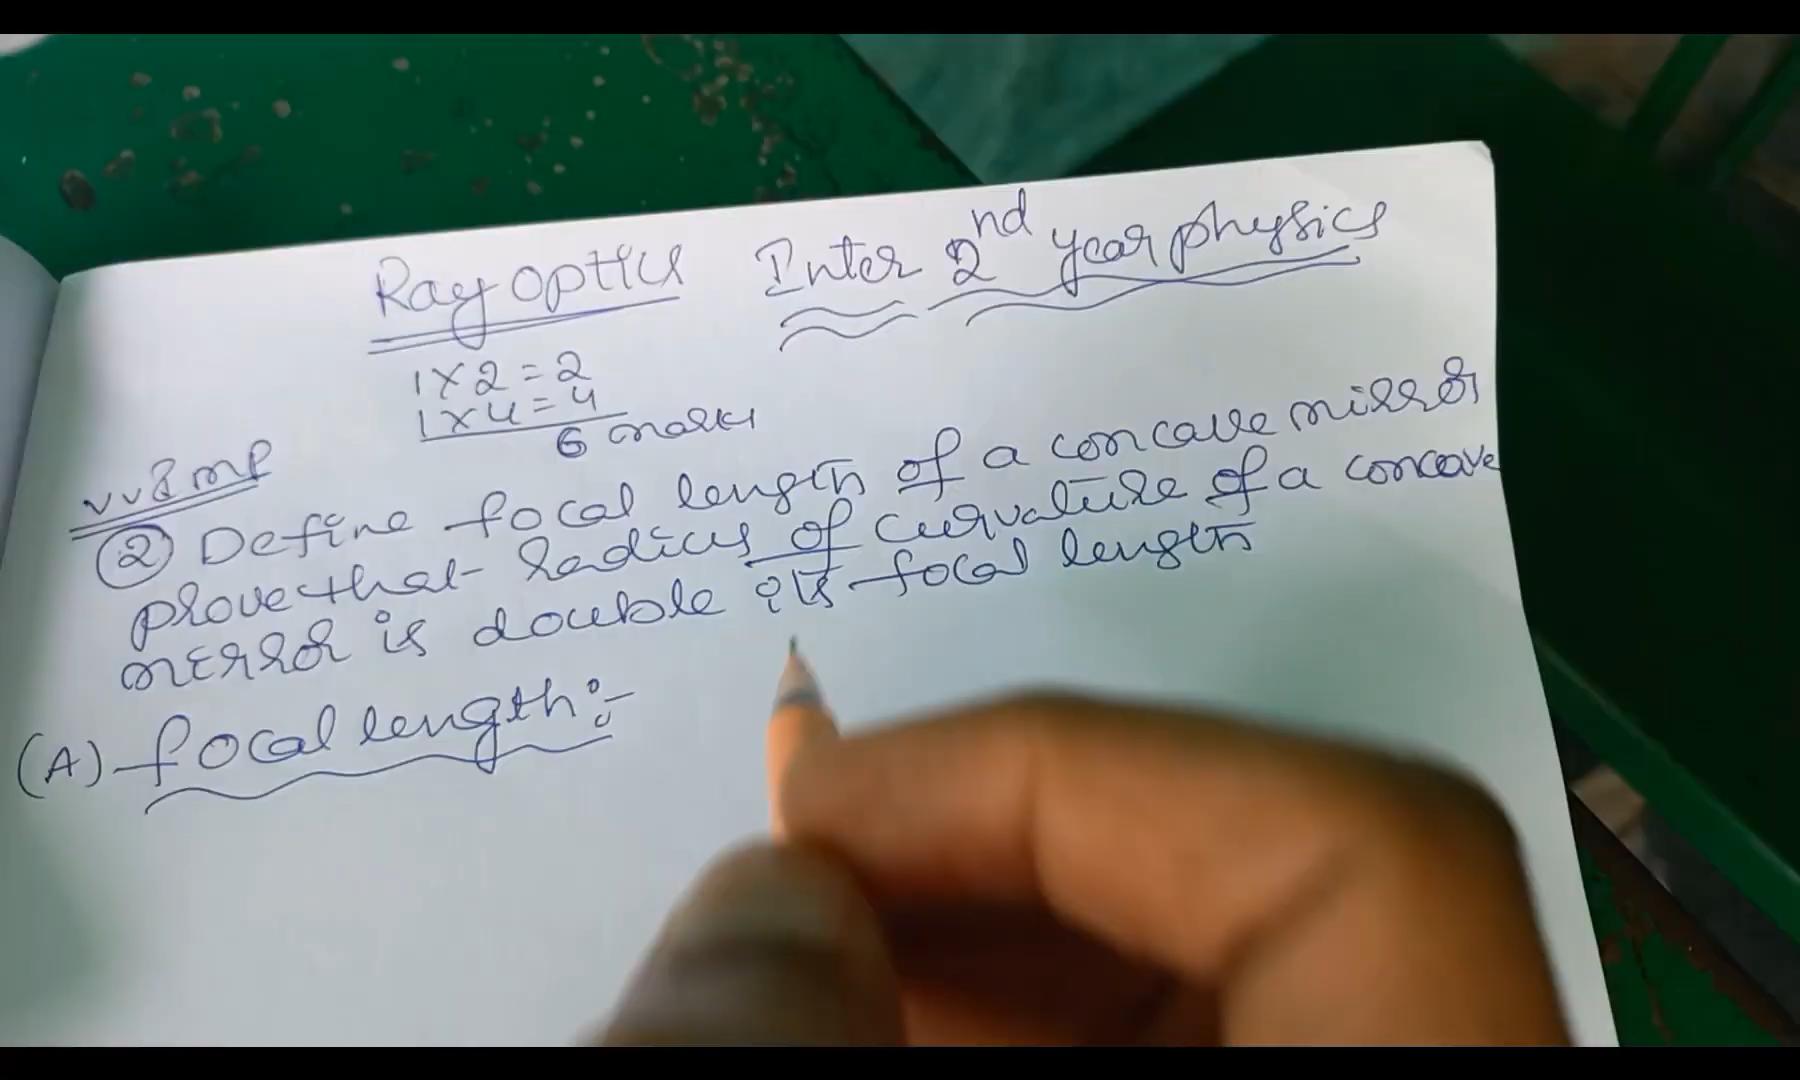 Ray optics Inter 2nd year physics
1 x 2 = 2
1 x 4 = 4
6 marks
vvImp
(2) Define focal length of a concave mirror
prove that radius of curvature of a concave
mirror is double its focal length
(A) focal length :-